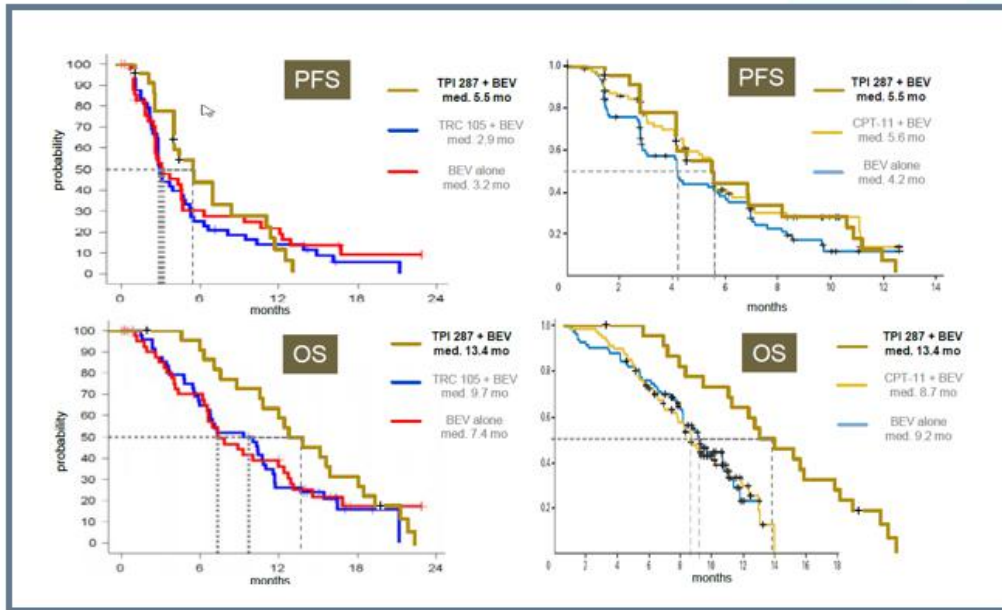 PFS
TPI 287 + BEV
med. 5.5 mo
TRC 105 + BEV
med. 2.9 mo
BEV alone
med. 3.2 mo
probability
100
90
80
70
60
50
40
30
20
10
0
0
6
12
18
24
months
PFS
TPI 287 + BEV
med. 5.5 mo
CPT-11 + BEV
med. 5.6 mo
BEV alone
med. 4.2 mo
1.0
0.8
0.6
0.4
0.2
0
2
4
6
8
10
12
14
months
OS
TPI 287 + BEV
med. 13.4 mo
TRC 105 + BEV
med. 9.7 mo
BEV alone
med. 7.4 mo
probability
100
90
80
70
60
50
40
30
20
10
0
0
6
12
18
24
months
OS
TPI 287 + BEV
med. 13.4 mo
CPT-11 + BEV
med. 8.7 mo
BEV alone
med. 9.2 mo
1.0
0.8
0.6
0.4
0.2
0
2
4
6
8
10
12
14
16
18
months